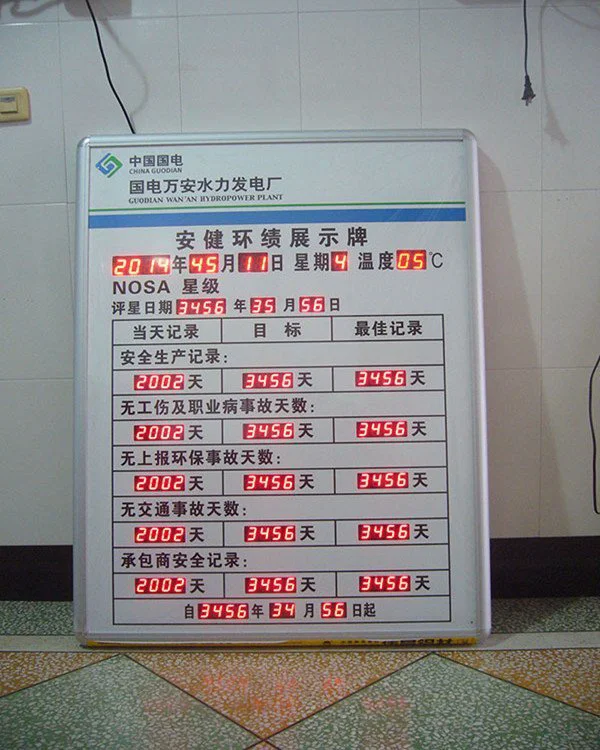 中国国电
CHINA GUODIAN
国电万安水力发电厂
GUODIAN WAN'AN HYDROPOWER PLANT
安健环绩展示牌
2014年45月11日 星期4 温度05℃
NOSA 星级
评星日期3456年35月56日
当天记录 目标 最佳记录
安全生产记录:
2002天 3456天 3456天
无工伤及职业病事故天数:
2002天 3456天 3456天
无上报环保事故天数:
2002天 3456天 3456天
无交通事故天数:
2002天 3456天 3456天
承包商安全记录:
2002天 3456天 3456天
自3456年34月56日起